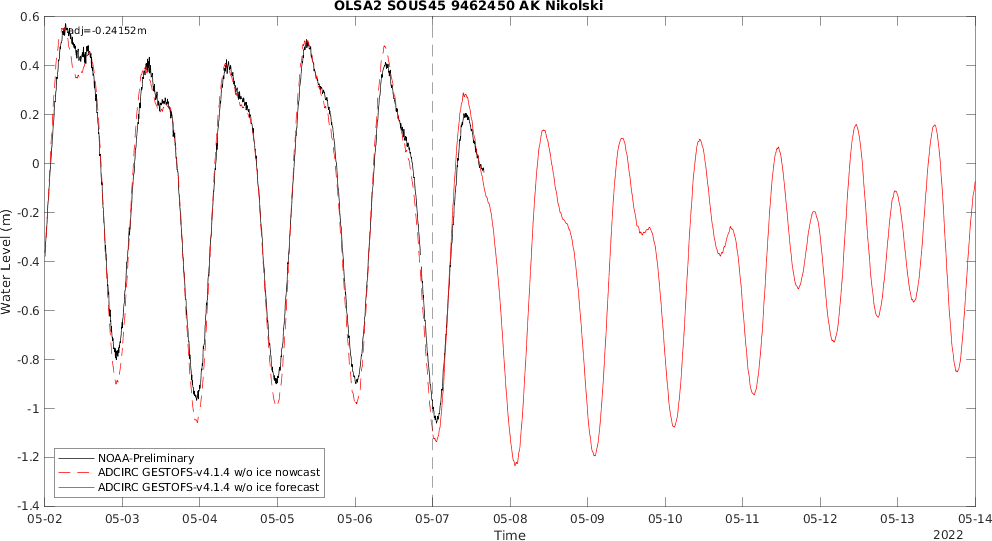 OLSA2 SOUS45 9462450 AK Nikolski
adj=-0.24152m
0.6
0.4
0.2
0
-0.2
-0.4
-0.6
-0.8
-1
-1.2
-1.4
Water Level (m)
NOAA-Preliminary
ADCIRC GESTOFS-v4.1.4 w/o ice nowcast
ADCIRC GESTOFS-v4.1.4 w/o ice forecast
05-02 05-03 05-04 05-05 05-06 05-07 05-08 05-09 05-10 05-11 05-12 05-13 05-14
Time
2022